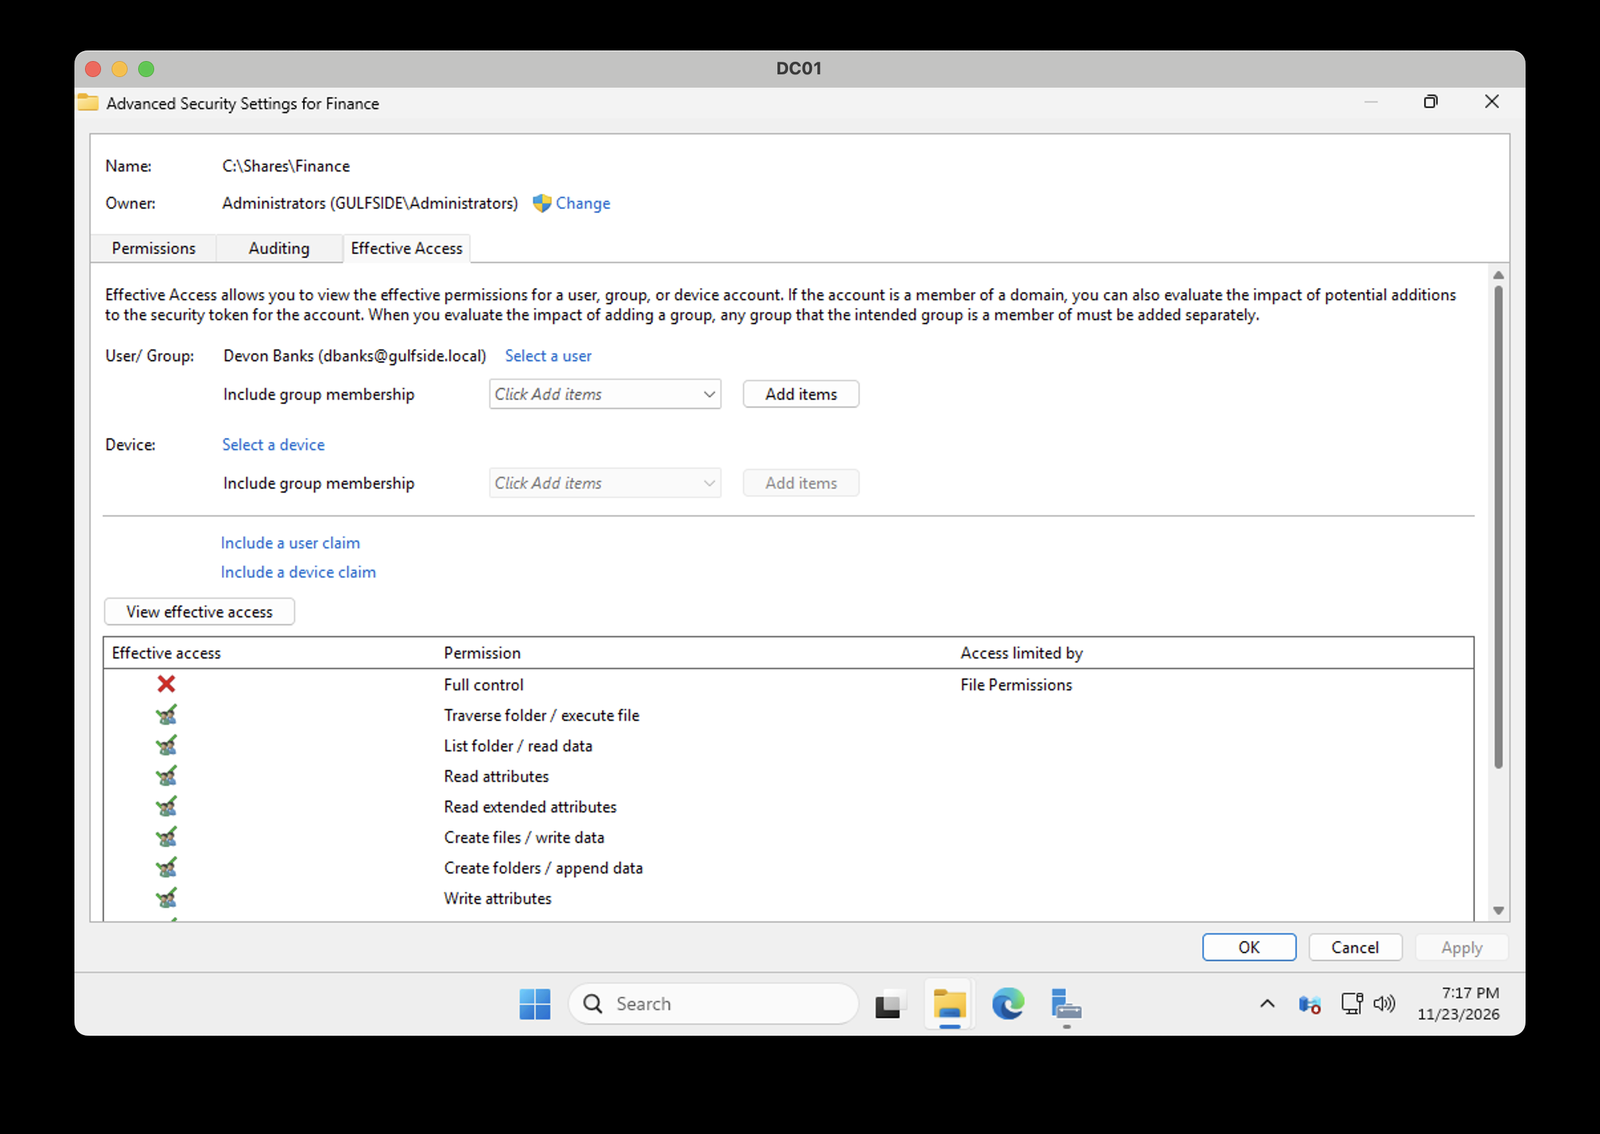 DC01
Advanced Security Settings for Finance
Name: C:\Shares\Finance
Owner: Administrators (GULFSIDE\Administrators) Change
Permissions Auditing Effective Access
Effective Access allows you to view the effective permissions for a user, group, or device account. If the account is a member of a domain, you can also evaluate the impact of potential additions
to the security token for the account. When you evaluate the impact of adding a group, any group that the intended group is a member of must be added separately.
User/ Group: Devon Banks (dbanks@gulfside.local) Select a user
Include group membership Click Add items Add items
Device: Select a device
Include group membership Click Add items Add items
Include a user claim
Include a device claim
View effective access
Effective access Permission Access limited by
Full control File Permissions
Traverse folder / execute file
List folder / read data
Read attributes
Read extended attributes
Create files / write data
Create folders / append data
Write attributes
OK Cancel Apply
Search
7:17 PM
11/23/2026